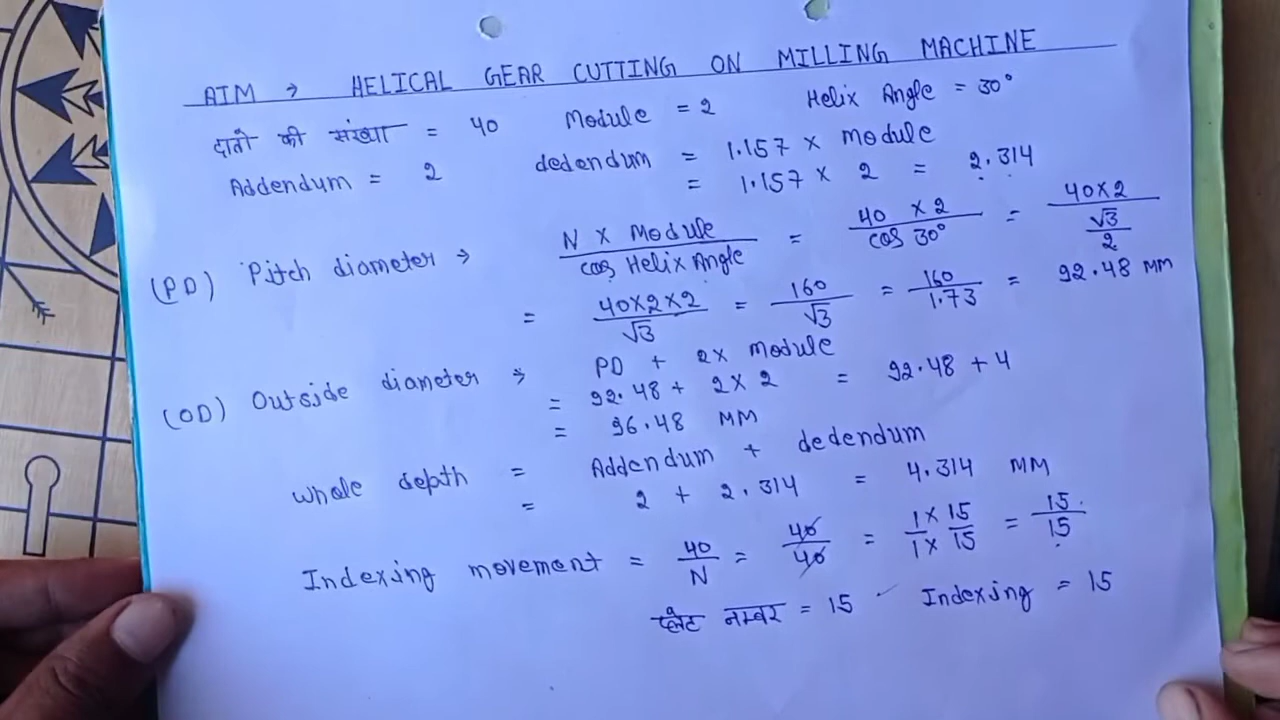 AIM → HELICAL GEAR CUTTING ON MILLING MACHINE
दातो की संख्या = 40 Module = 2 Helix Angle = 30°
Addendum = 2 dedendum = 1.157 × Module
= 1.157 × 2 = 2.314
(PD) Pitch diameter → N × Module / cos Helix Angle = 40 × 2 / cos 30° = 40×2 / √3/2
= 40×2×2 / √3 = 160 / √3 = 160 / 1.73 = 92.48 MM
(OD) Outside diameter → PD + 2× Module
= 92.48 + 2×2 = 92.48 + 4
= 96.48 MM
Whole depth = Addendum + dedendum
= 2 + 2.314 = 4.314 MM
Indexing movement = 40 / N = 40 / 40 = 1 × 15 / 1 × 15 = 15 / 15
प्लेट नम्बर = 15 Indexing = 15